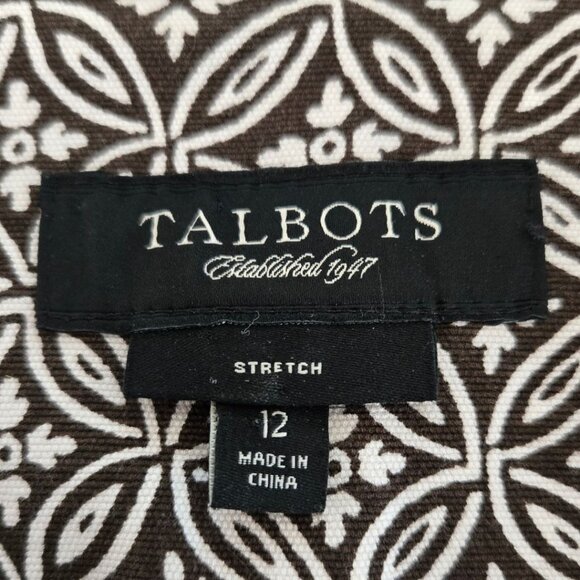 TALBOTS
Established 1947
STRETCH
12
MADE IN
CHINA